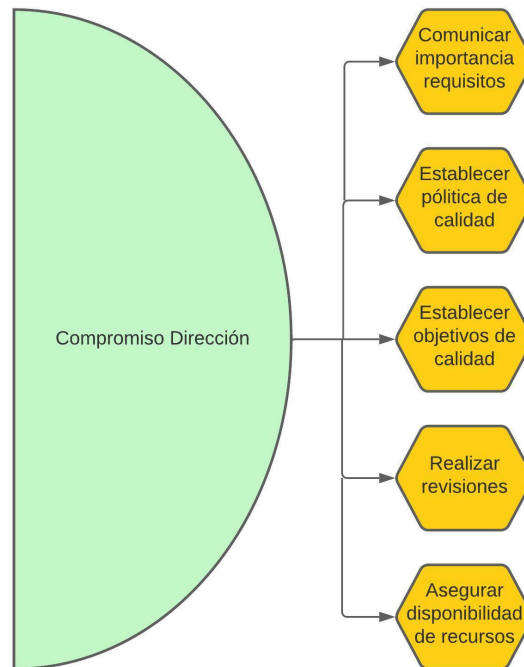 Comunicar
importancia
requisitos
Establecer
pólitica de
calidad
Compromiso Dirección
Establecer
objetivos de
calidad
Realizar
revisiones
Asegurar
disponibilidad
de recursos